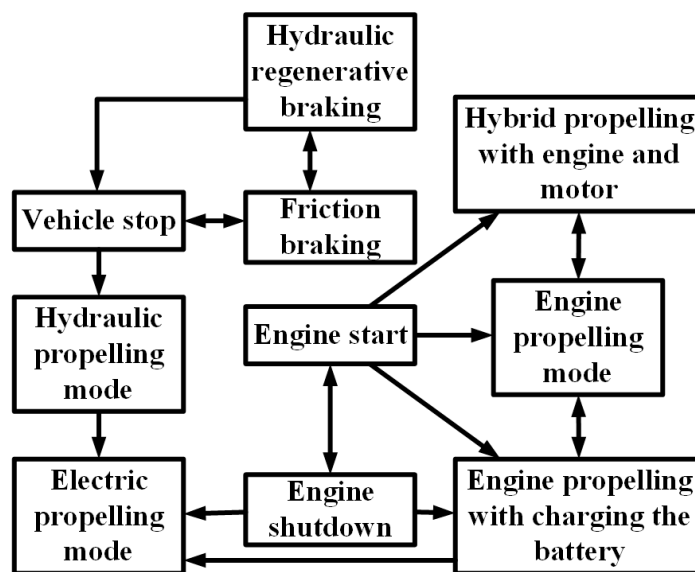 Hydraulic
regenerative
braking
Hybrid propelling
with engine and
motor
Vehicle stop
Friction
braking
Hydraulic
propelling
mode
Engine start
Engine
propelling
mode
Electric
propelling
mode
Engine
shutdown
Engine propelling
with charging the
battery